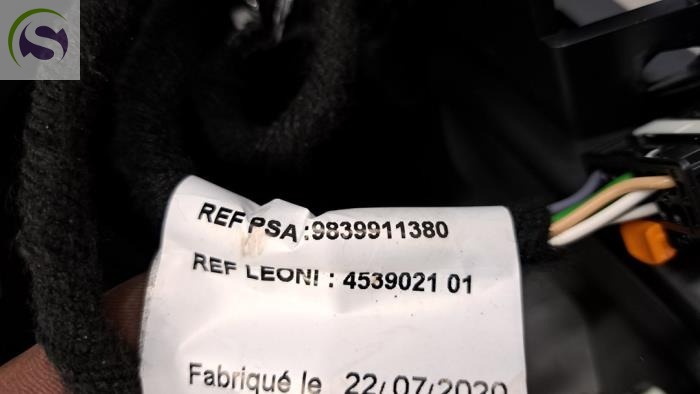 REF PSA :9839911380
REF LEONI : 4539021 01
Fabriqué le 22/07/2020